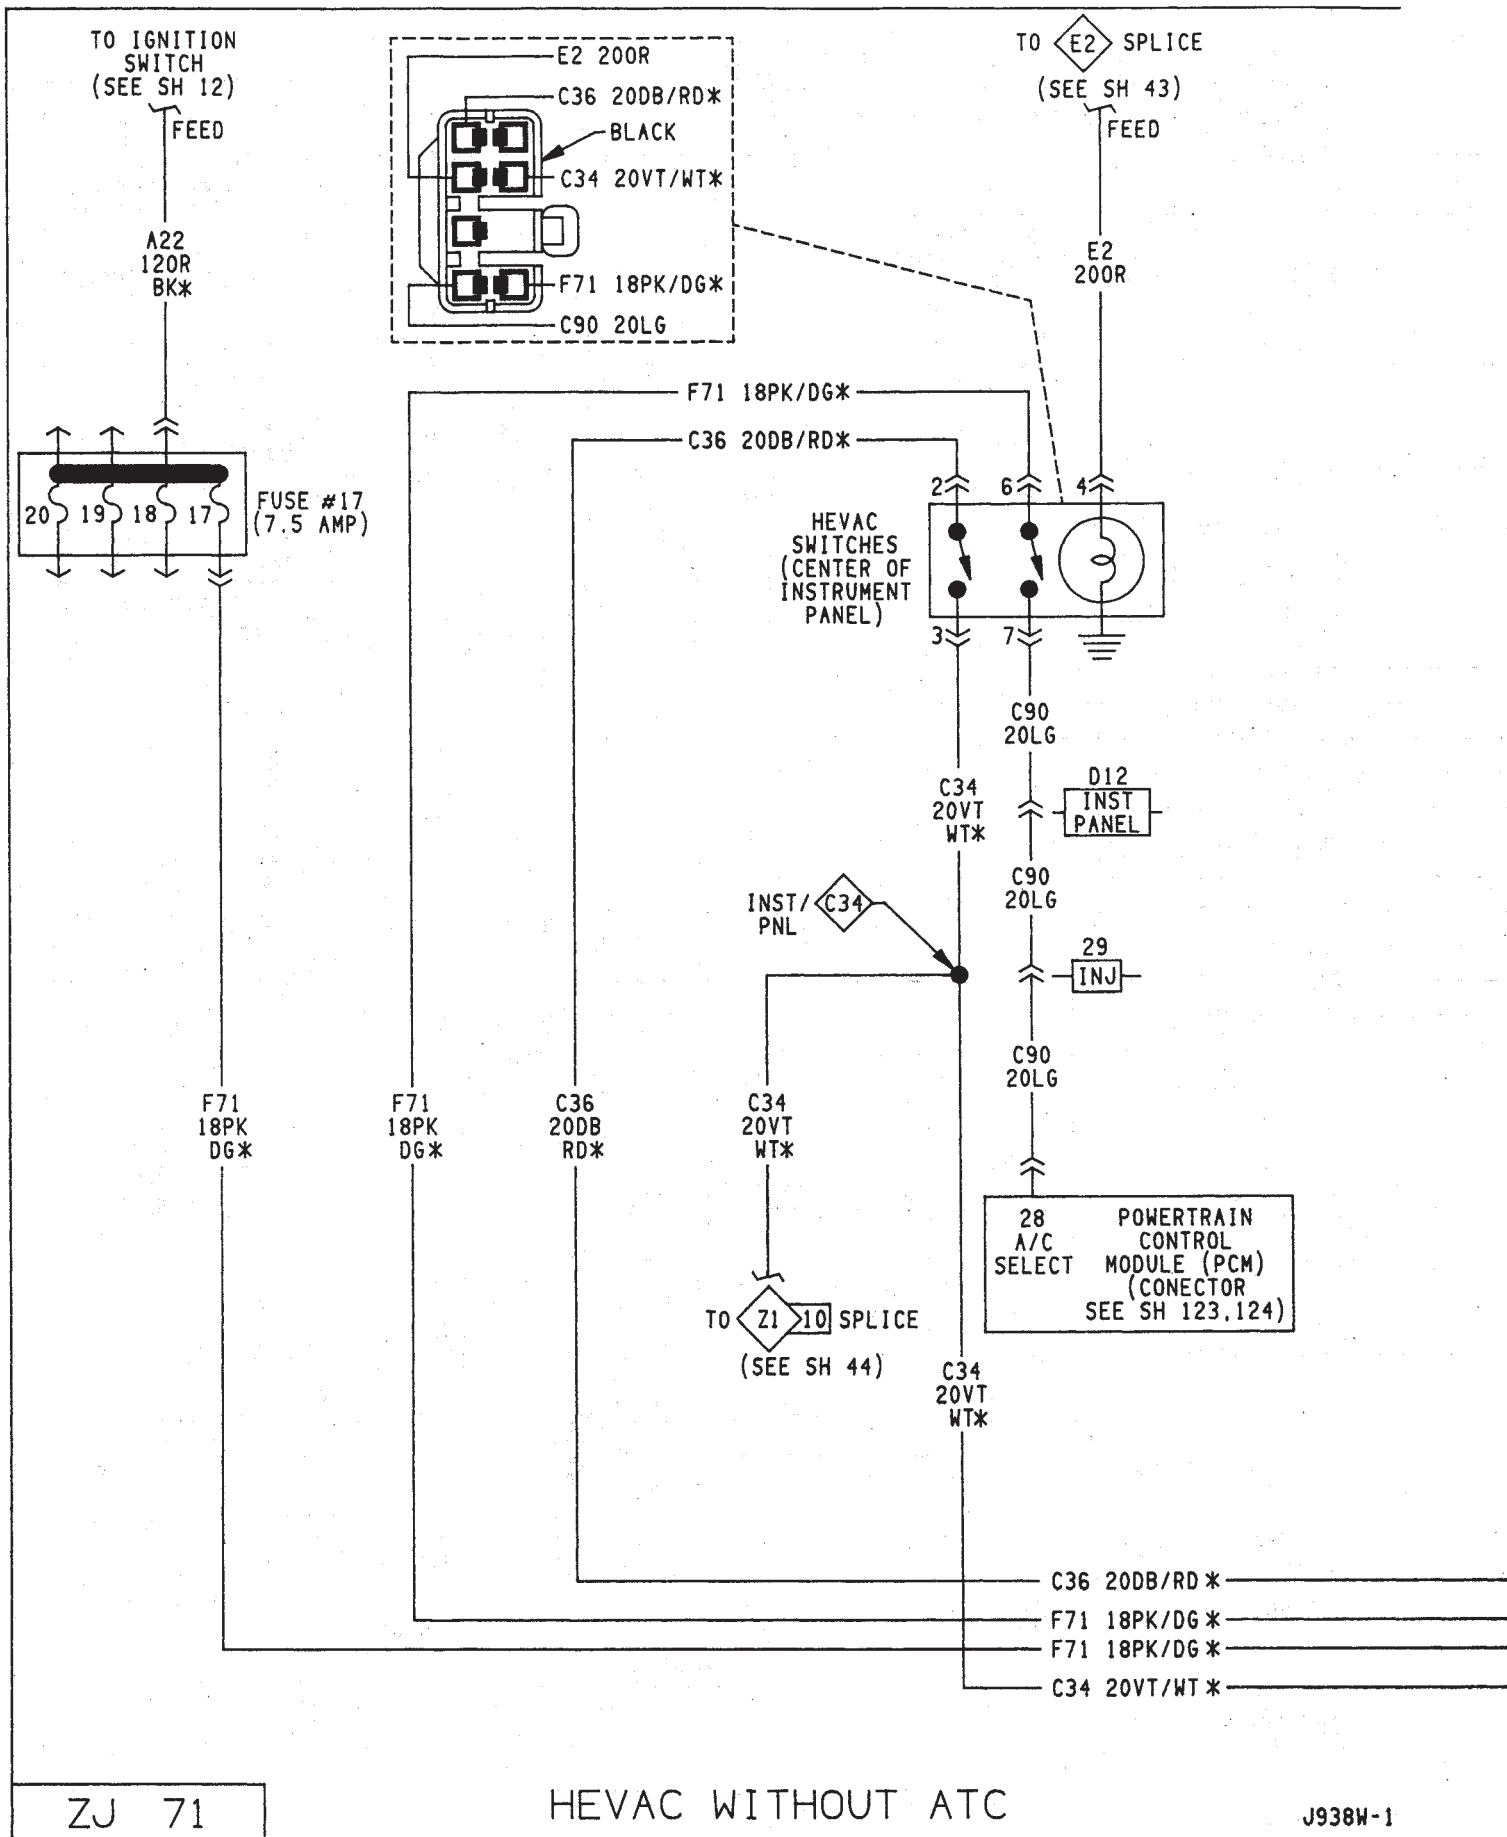 TO IGNITION
SWITCH
(SEE SH 12)
FEED
A22
12OR
BK*
E2 20OR
C36 20DB/RD*
BLACK
C34 20VT/WT*
F71 18PK/DG*
C90 20LG
TO E2 SPLICE
(SEE SH 43)
FEED
E2
20OR
F71 18PK/DG*
C36 20DB/RD*
20 19 18 17
FUSE #17
(7.5 AMP)
2 6 4
HEVAC
SWITCHES
(CENTER OF
INSTRUMENT
PANEL)
3 7
C90
20LG
D12
INST
PANEL
C34
20VT
WT*
C90
20LG
INST/
PNL
C34
29
INJ
C90
20LG
F71
18PK
DG*
F71
18PK
DG*
C36
20DB
RD*
C34
20VT
WT*
28
A/C
SELECT
POWERTRAIN
CONTROL
MODULE (PCM)
(CONECTOR
SEE SH 123,124)
TO Z1 10 SPLICE
(SEE SH 44)
C34
20VT
WT*
C36 20DB/RD *
F71 18PK/DG *
F71 18PK/DG *
C34 20VT/WT *
ZJ 71
HEVAC WITHOUT ATC
J938W-1